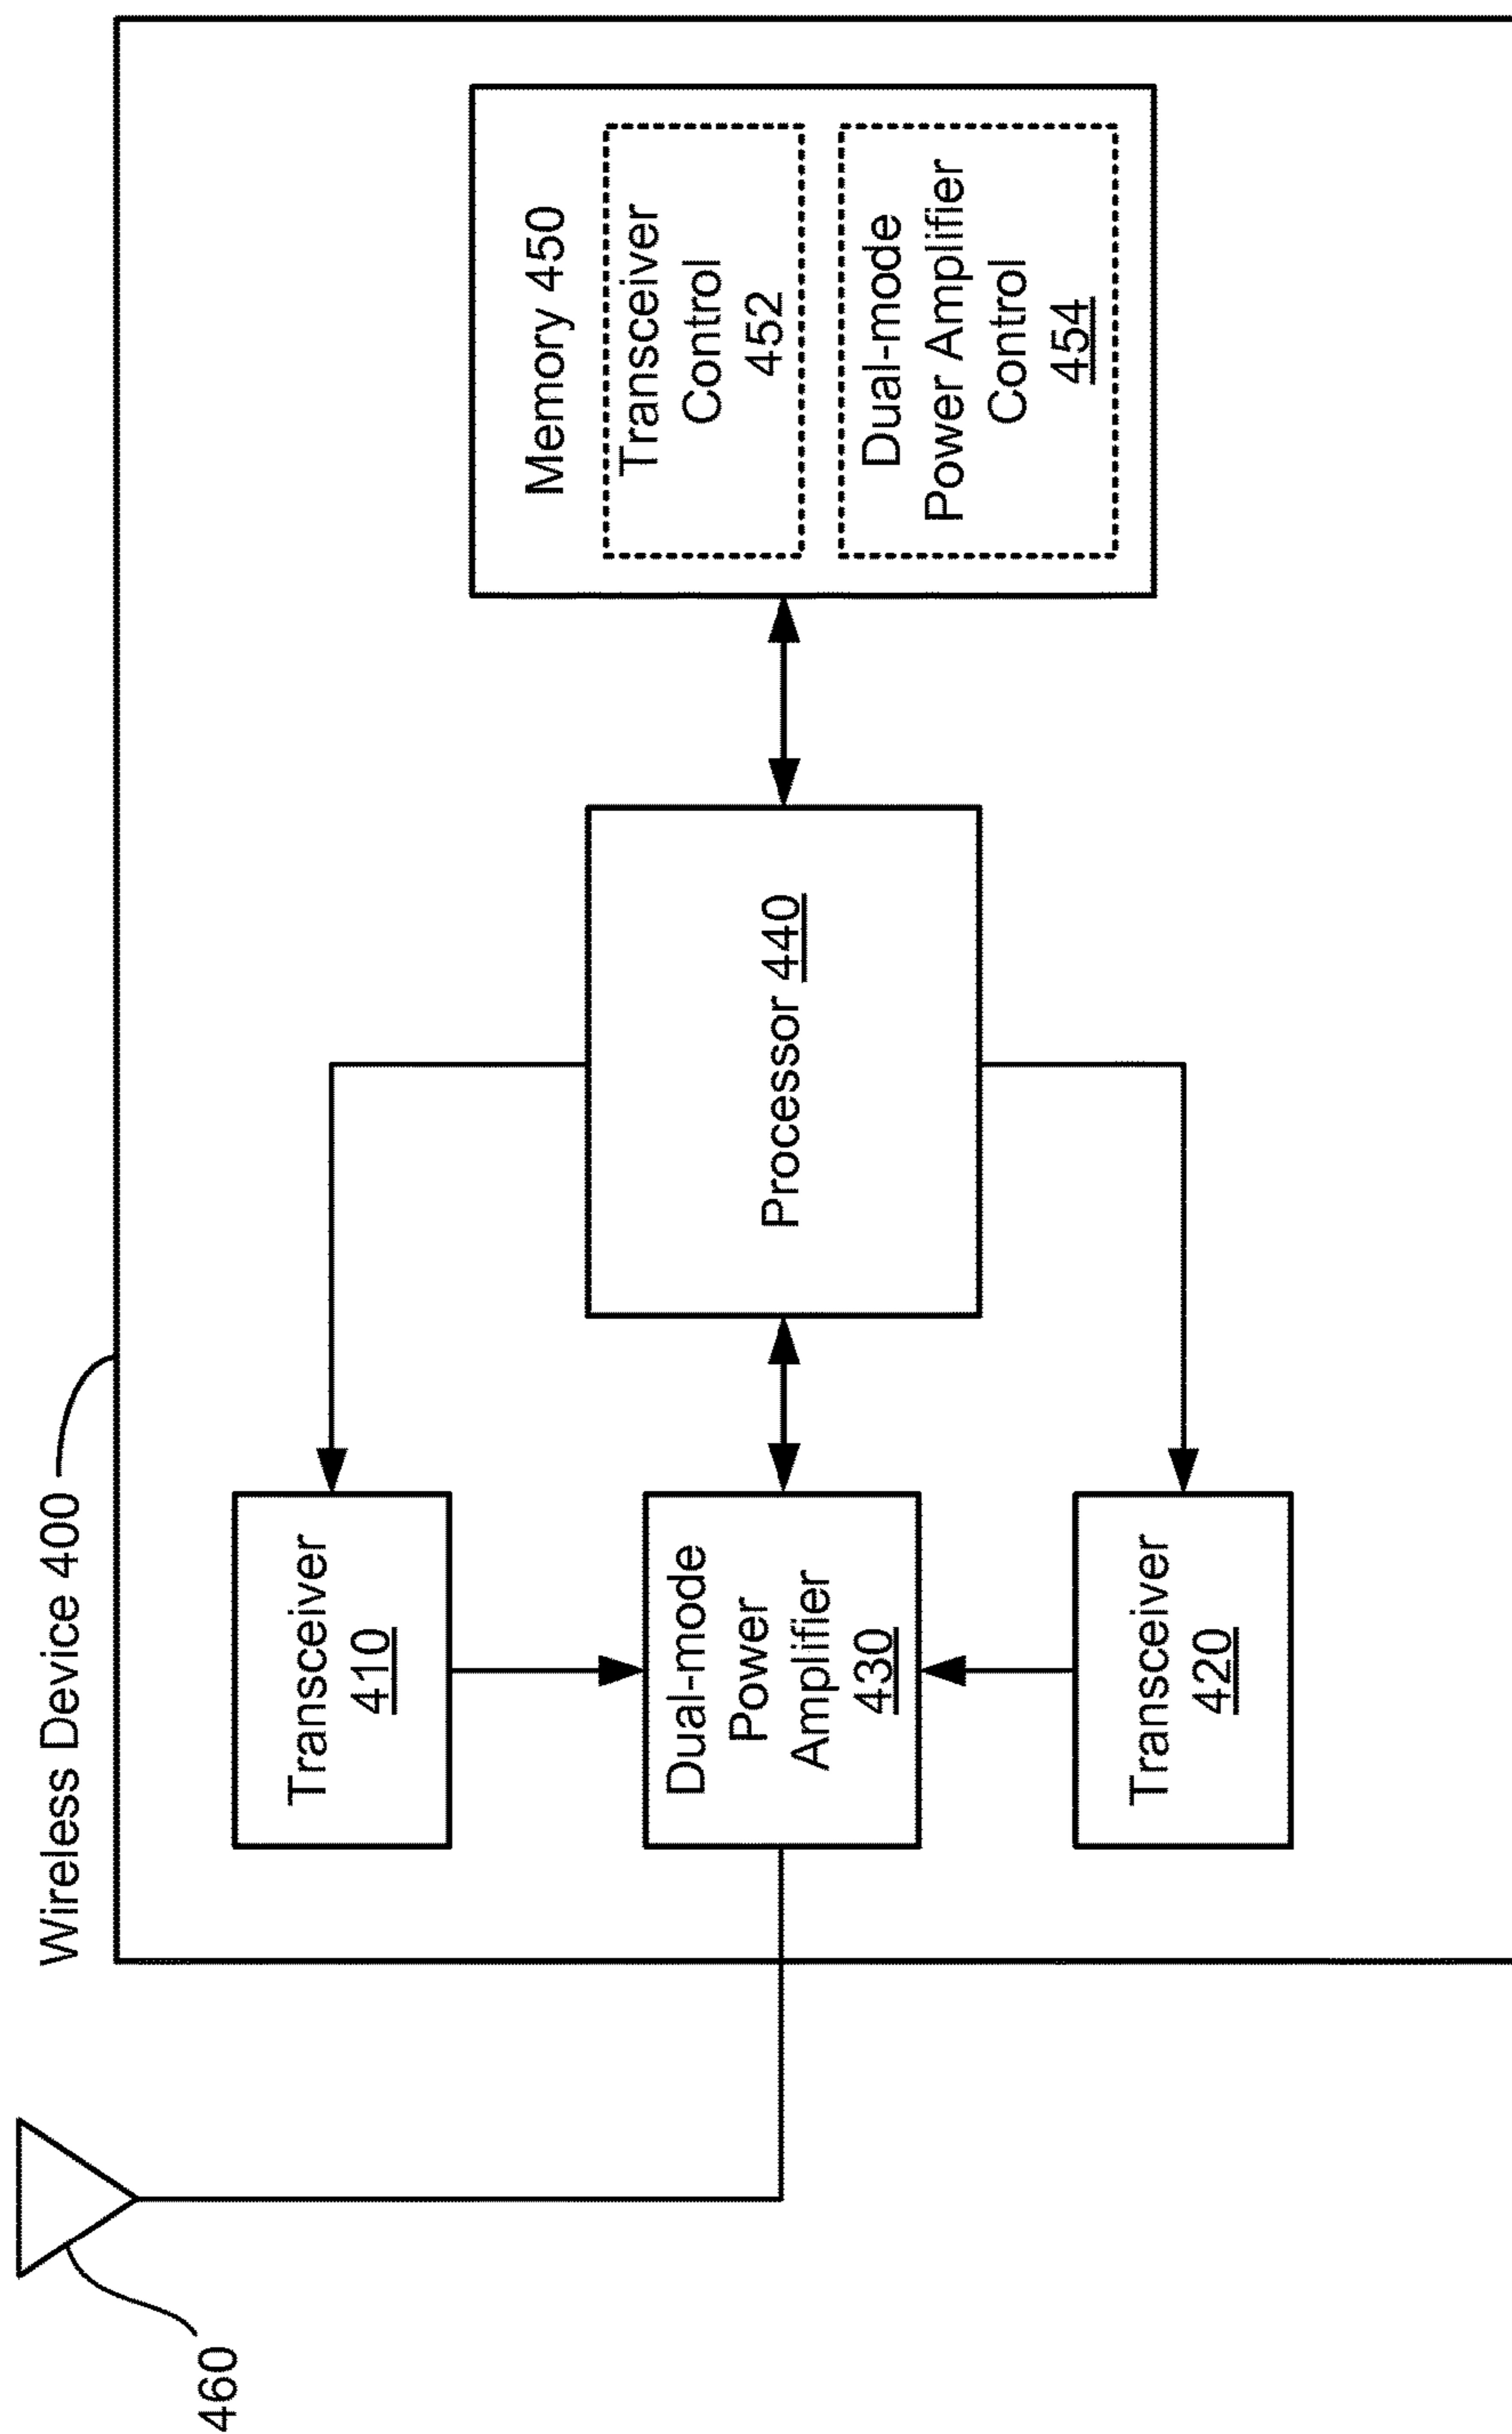 Wireless Device 400
460
Transceiver
410
Dual-mode
Power
Amplifier
430
Transceiver
420
Processor 440
Memory 450
Transceiver
Control
452
Dual-mode
Power Amplifier
Control
454